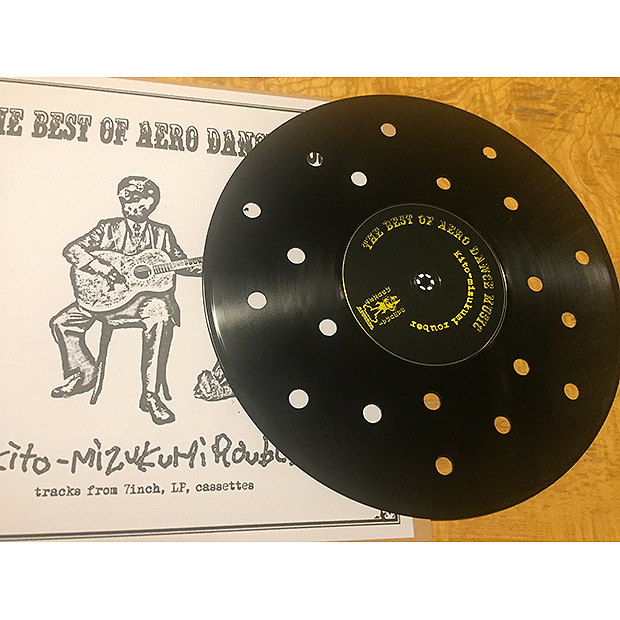 HE BEST OF AERO DANC
Kito-Mizukumi Roub
tracks from 7inch, LP, cassettes
THE BEST OF AERO DANCE MUSIC
Kito-mizukumi rouber